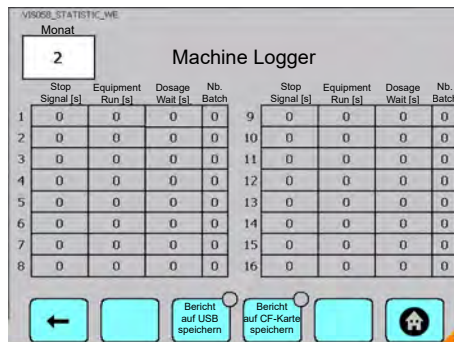 VIS058_STATISTIC_WE
Monat
2
Machine Logger
Stop Signal [s] Equipment Run [s] Dosage Wait [s] Nb. Batch Stop Signal [s] Equipment Run [s] Dosage Wait [s] Nb. Batch
1 0 0 0 0 9 0 0 0 0
2 0 0 0 0 10 0 0 0 0
3 0 0 0 0 11 0 0 0 0
4 0 0 0 0 12 0 0 0 0
5 0 0 0 0 13 0 0 0 0
6 0 0 0 0 14 0 0 0 0
7 0 0 0 0 15 0 0 0 0
8 0 0 0 0 16 0 0 0 0
Bericht
auf USB
speichern
Bericht
auf CF-Karte
speichern